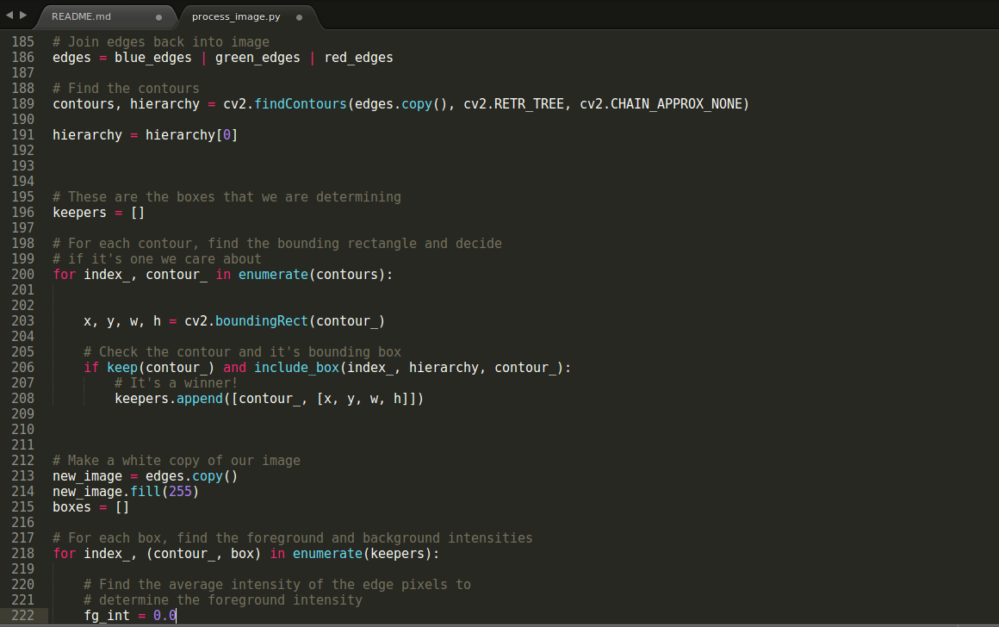 README.md
process_image.py
185 # Join edges back into image
186 edges = blue_edges | green_edges | red_edges
187
188 # Find the contours
189 contours, hierarchy = cv2.findContours(edges.copy(), cv2.RETR_TREE, cv2.CHAIN_APPROX_NONE)
190
191 hierarchy = hierarchy[0]
192
193
194
195 # These are the boxes that we are determining
196 keepers = []
197
198 # For each contour, find the bounding rectangle and decide
199 # if it's one we care about
200 for index_, contour_ in enumerate(contours):
201
202
203     x, y, w, h = cv2.boundingRect(contour_)
204
205     # Check the contour and it's bounding box
206     if keep(contour_) and include_box(index_, hierarchy, contour_):
207         # It's a winner!
208         keepers.append([contour_, [x, y, w, h]])
209
210
211
212 # Make a white copy of our image
213 new_image = edges.copy()
214 new_image.fill(255)
215 boxes = []
216
217 # For each box, find the foreground and background intensities
218 for index_, (contour_, box) in enumerate(keepers):
219
220     # Find the average intensity of the edge pixels to
221     # determine the foreground intensity
222     fg_int = 0.0